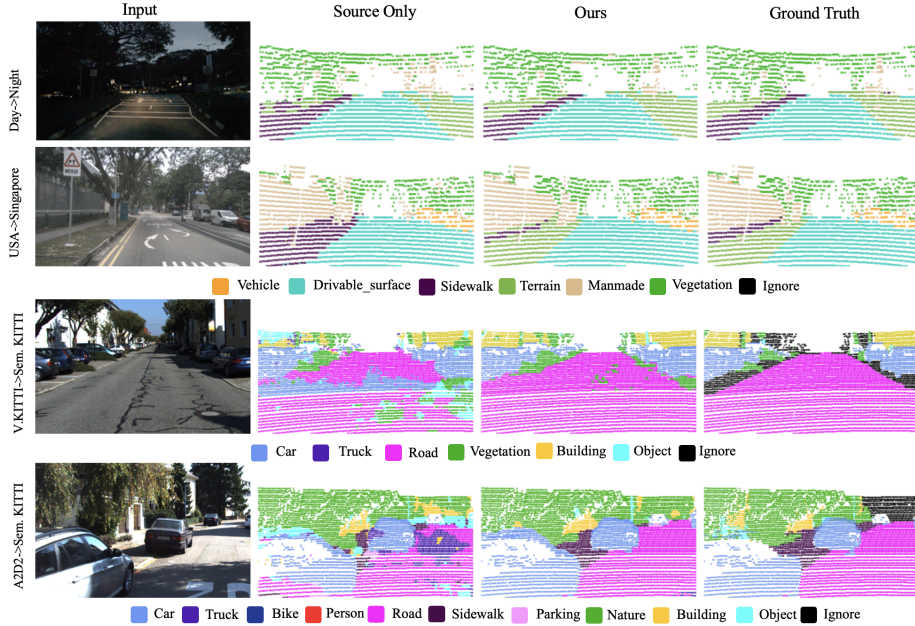 Input Source Only Ours Ground Truth
Day->Night
USA->Singapore
MERGE
Vehicle Drivable_surface Sidewalk Terrain Manmade Vegetation Ignore
V.KITTI->Sem. KITTI
Car Truck Road Vegetation Building Object Ignore
A2D2->Sem. KITTI
Car Truck Bike Person Road Sidewalk Parking Nature Building Object Ignore